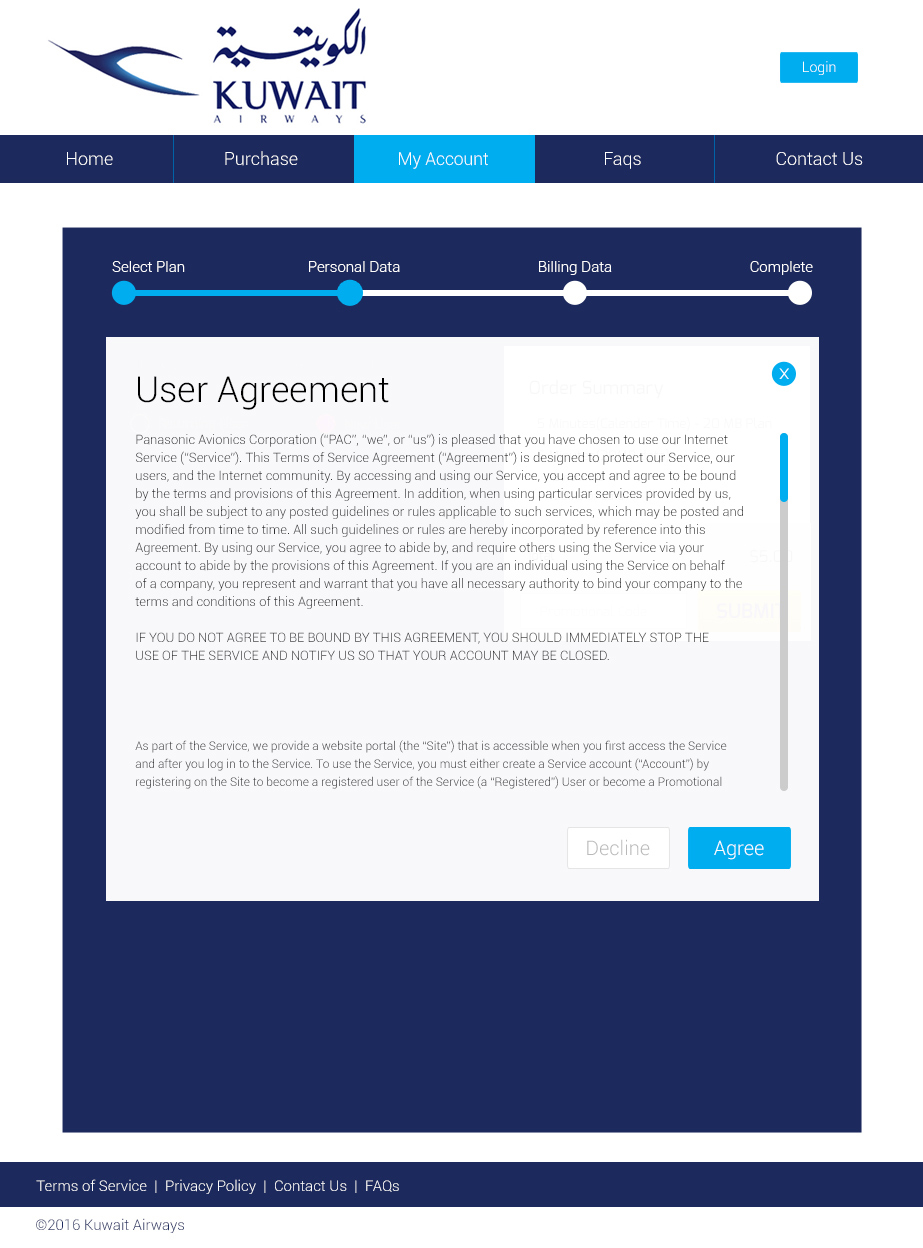 الكويتية
KUWAIT
AIRWAYS
Login
Home Purchase My Account Faqs Contact Us
Select Plan Personal Data Billing Data Complete
User Agreement
X
Order Summary
Panasonic Avionics Corporation (“PAC”, “we”, or “us”) is pleased that you have chosen to use our Internet
Service (“Service”). This Terms of Service Agreement (“Agreement”) is designed to protect our Service, our
users, and the Internet community. By accessing and using our Service, you accept and agree to be bound
by the terms and provisions of this Agreement. In addition, when using particular services provided by us,
you shall be subject to any posted guidelines or rules applicable to such services, which may be posted and
modified from time to time. All such guidelines or rules are hereby incorporated by reference into this
Agreement. By using our Service, you agree to abide by, and require others using the Service via your
account to abide by the provisions of this Agreement. If you are an individual using the Service on behalf
of a company, you represent and warrant that you have all necessary authority to bind your company to the
terms and conditions of this Agreement.
SUBMIT
IF YOU DO NOT AGREE TO BE BOUND BY THIS AGREEMENT, YOU SHOULD IMMEDIATELY STOP THE
USE OF THE SERVICE AND NOTIFY US SO THAT YOUR ACCOUNT MAY BE CLOSED.
As part of the Service, we provide a website portal (the “Site”) that is accessible when you first access the Service
and after you log in to the Service. To use the Service, you must either create a Service account (“Account”) by
registering on the Site to become a registered user of the Service (a “Registered”) User or become a Promotional
Decline Agree
Terms of Service | Privacy Policy | Contact Us | FAQs
©2016 Kuwait Airways